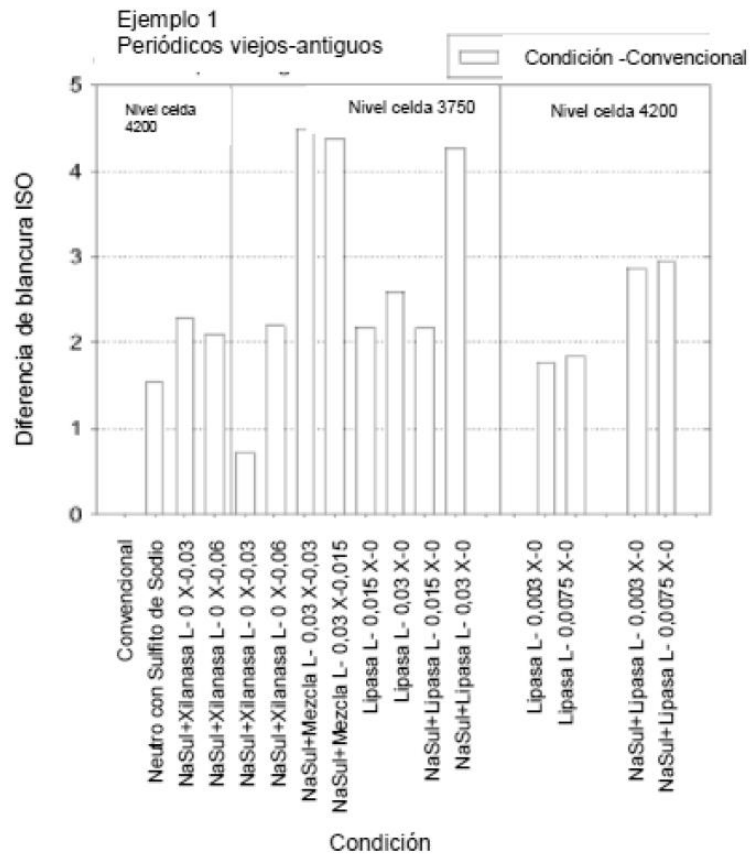 Ejemplo 1
Periódicos viejos-antiguos
Condición -Convencional
Nivel celda
4200
Nivel celda 3750
Nivel celda 4200
Diferencia de blancura ISO
5
4
3
2
1
0
Convencional
Neutro con Sulfito de Sodio
NaSul+Xilanasa L- 0 X-0,03
NaSul+Xilanasa L- 0 X-0,06
NaSul+Xilanasa L- 0 X-0,03
NaSul+Xilanasa L- 0 X-0,06
NaSul+Mezcla L- 0,03 X-0,03
NaSul+Mezcla L- 0,03 X-0,015
Lipasa L- 0,015 X-0
Lipasa L- 0,03 X-0
NaSul+Lipasa L- 0,015 X-0
NaSul+Lipasa L- 0,03 X-0
Lipasa L- 0,003 X-0
Lipasa L- 0,0075 X-0
NaSul+Lipasa L- 0,003 X-0
NaSul+Lipasa L- 0,0075 X-0
Condición